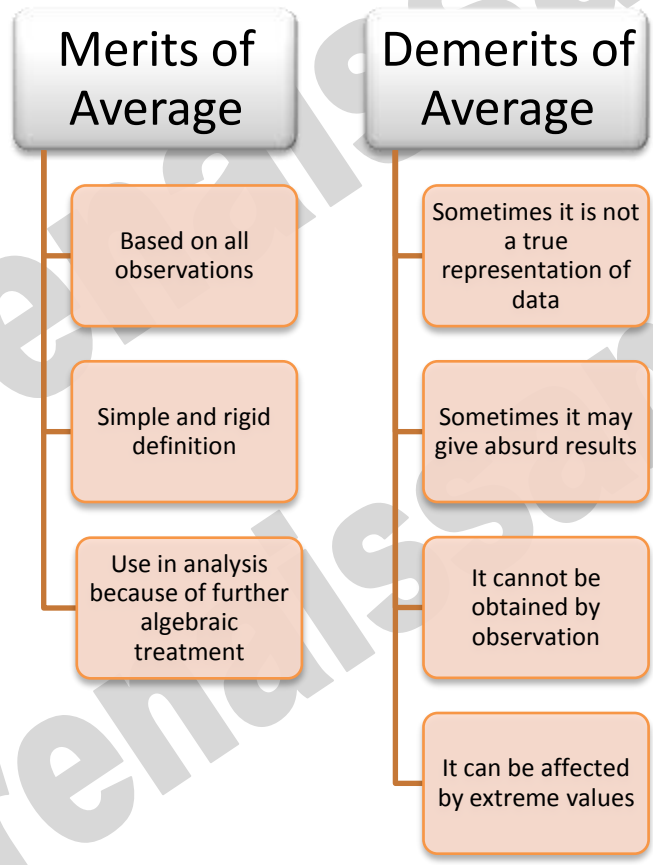 Merits of
Average
Based on all
observations
Simple and rigid
definition
Use in analysis
because of further
algebraic
treatment
Demerits of
Average
Sometimes it is not
a true
representation of
data
Sometimes it may
give absurd results
It cannot be
obtained by
observation
It can be affected
by extreme values